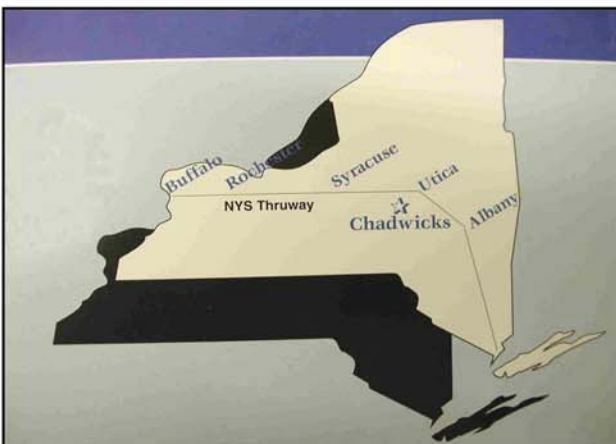 Buffalo
Rochester
Syracuse
Utica
Albany
NYS Thruway
Chadwicks